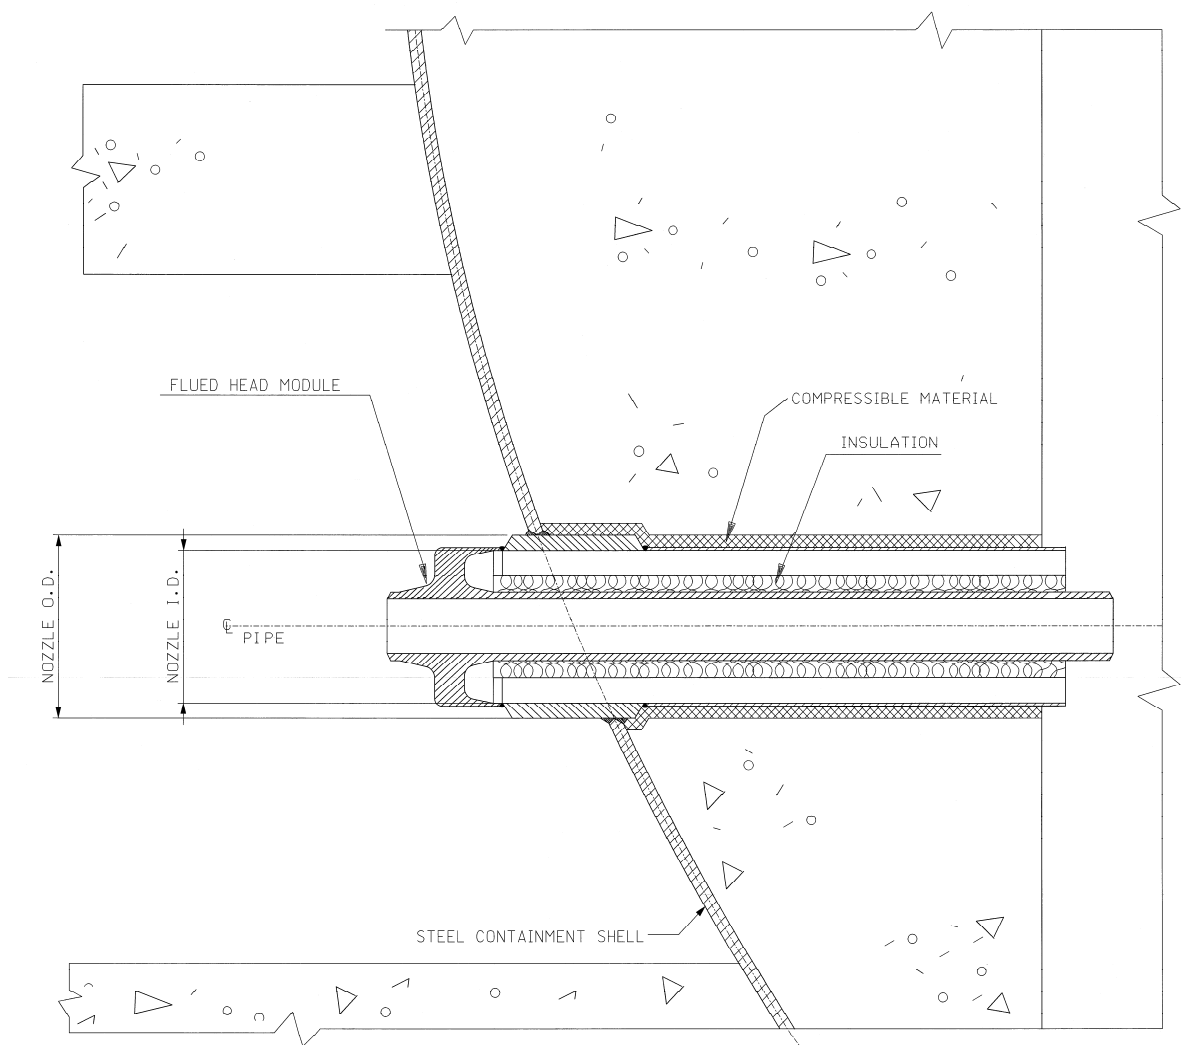 FLUED HEAD MODULE
COMPRESSIBLE MATERIAL
INSULATION
NOZZLE O.D.
NOZZLE I.D.
℄ PIPE
STEEL CONTAINMENT SHELL